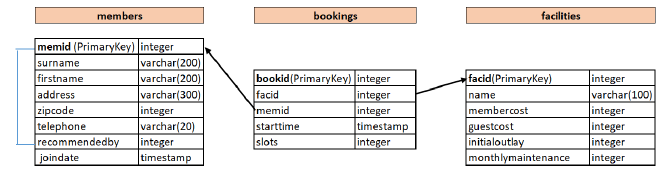 members
memid (PrimaryKey) integer
surname varchar(200)
firstname varchar(200)
address varchar(300)
zipcode integer
telephone varchar(20)
recommendedby integer
joindate timestamp
bookings
bookid(PrimaryKey) integer
facid integer
memid integer
starttime timestamp
slots integer
facilities
facid(PrimaryKey) integer
name varchar(100)
membercost integer
guestcost integer
initialoutlay integer
monthlymaintenance integer